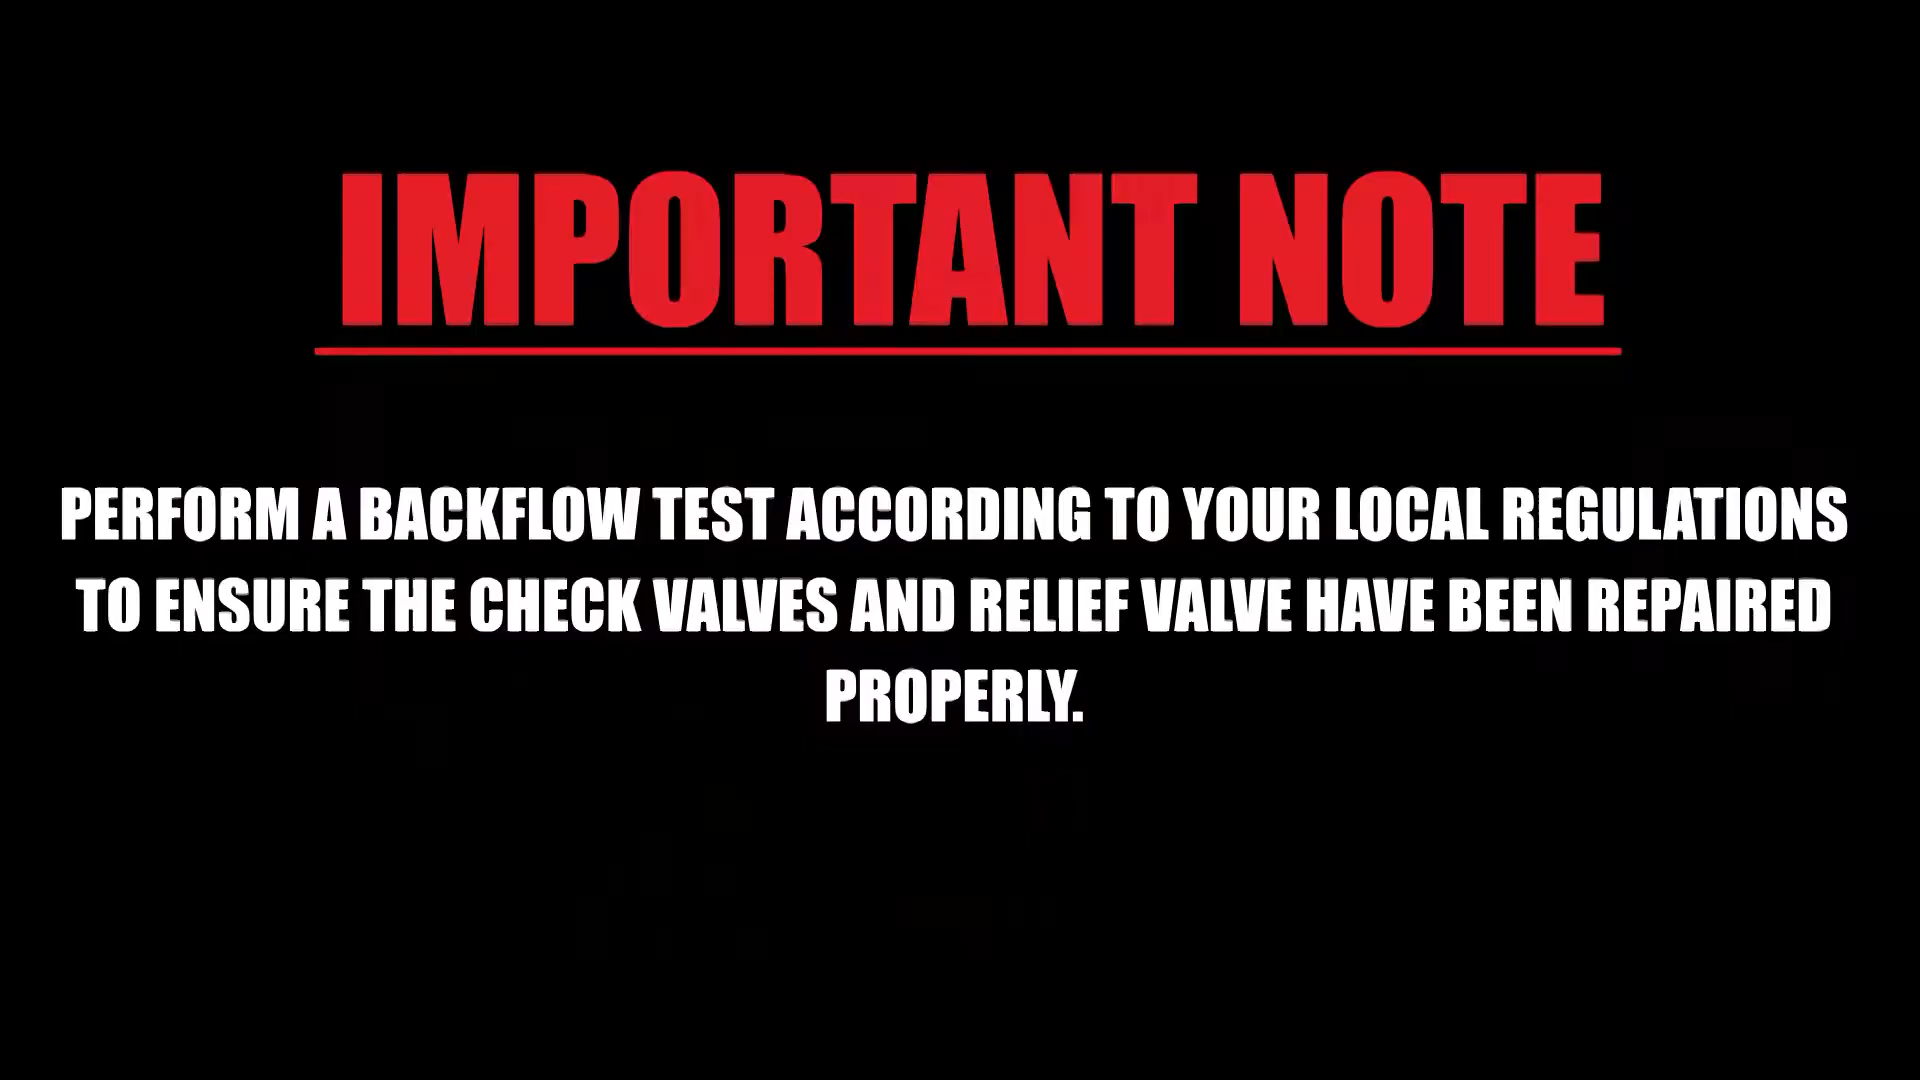 IMPORTANT NOTE
PERFORM A BACKFLOW TEST ACCORDING TO YOUR LOCAL REGULATIONS
TO ENSURE THE CHECK VALVES AND RELIEF VALVE HAVE BEEN REPAIRED
PROPERLY.